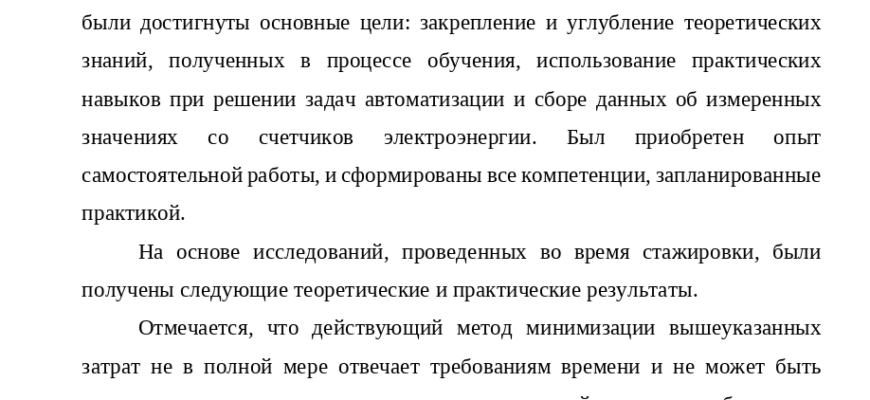 были достигнуты основные цели: закрепление и углубление теоретических
знаний, полученных в процессе обучения, использование практических
навыков при решении задач автоматизации и сборе данных об измеренных
значениях со счетчиков электроэнергии. Был приобретен опыт
самостоятельной работы, и сформированы все компетенции, запланированные
практикой.
На основе исследований, проведенных во время стажировки, были
получены следующие теоретические и практические результаты.
Отмечается, что действующий метод минимизации вышеуказанных
затрат не в полной мере отвечает требованиям времени и не может быть